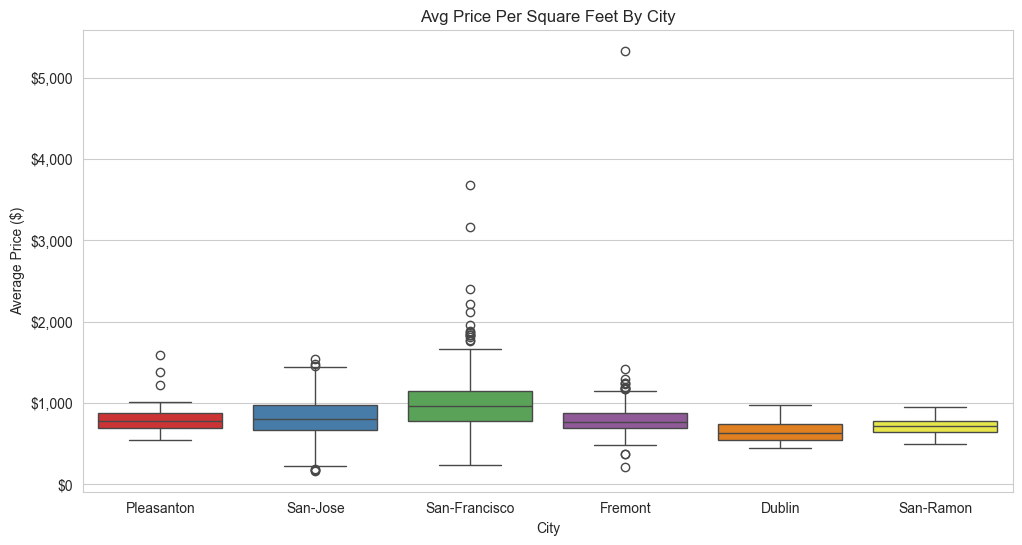 Avg Price Per Square Feet By City
Average Price ($)
$5,000
$4,000
$3,000
$2,000
$1,000
$0
Pleasanton
San-Jose
San-Francisco
Fremont
Dublin
San-Ramon
City